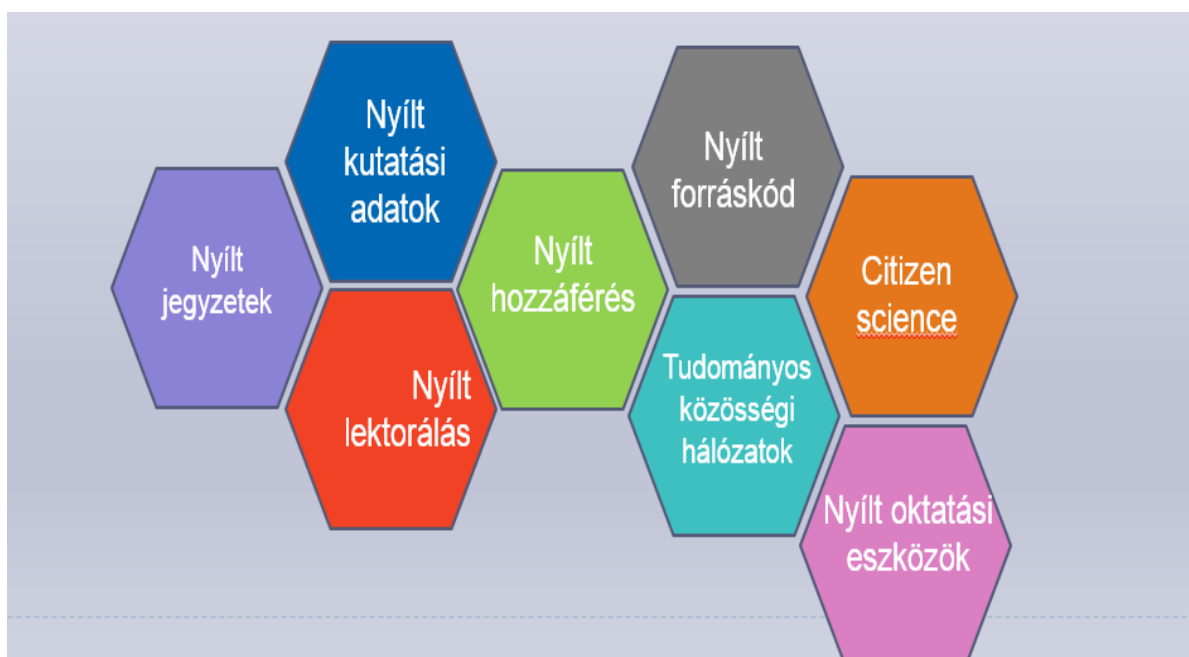 Nyílt
jegyzetek
Nyílt
kutatási
adatok
Nyílt
lektorálás
Nyílt
hozzáférés
Nyílt
forráskód
Tudományos
közösségi
hálózatok
Citizen
science
Nyílt oktatási
eszközök